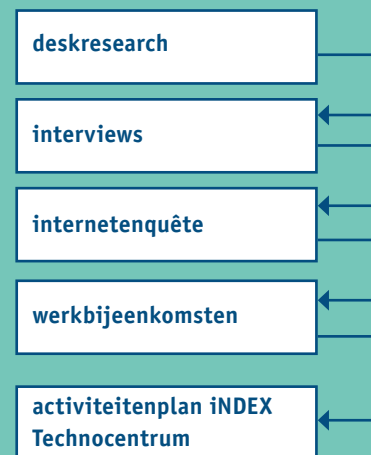 deskresearch
interviews
internetenquête
werkbijeenkomsten
activiteitenplan iNDEX
Technocentrum